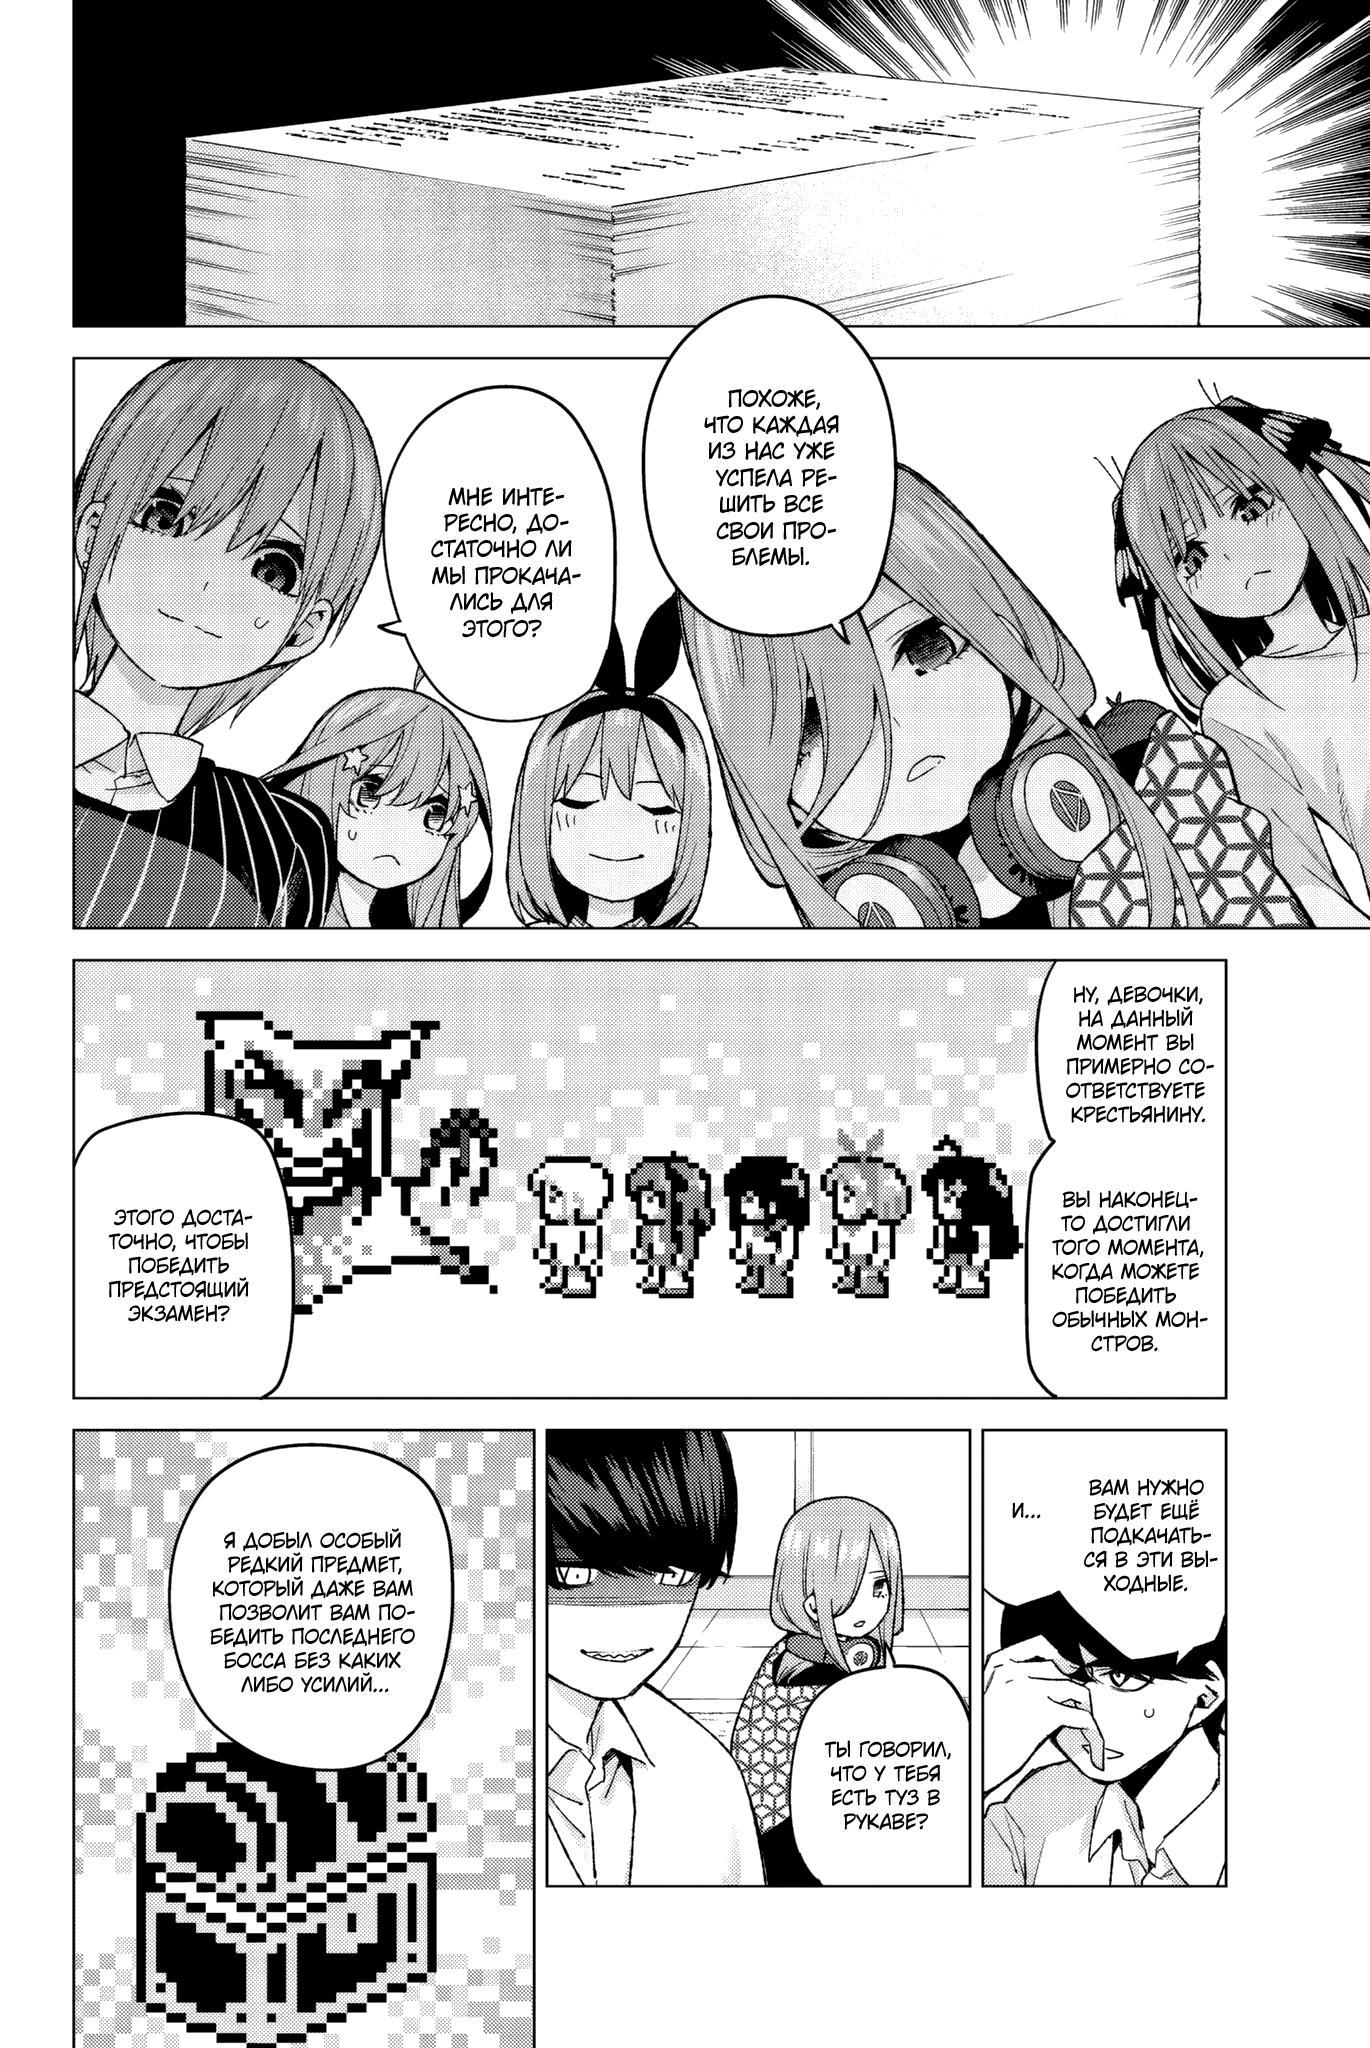 ПОХОЖЕ,
ЧТО КАЖДАЯ
ИЗ НАС УЖЕ
УСПЕЛА РЕ-
ШИТЬ ВСЕ
СВОИ ПРО-
БЛЕМЫ.
МНЕ ИНТЕ-
РЕСНО, ДО-
СТАТОЧНО ЛИ
МЫ ПРОКАЧА-
ЛИСЬ ДЛЯ
ЭТОГО?
НУ, ДЕВОЧКИ,
НА ДАННЫЙ
МОМЕНТ ВЫ
ПРИМЕРНО СО-
ОТВЕТСТВУЕТЕ
КРЕСТЬЯНИНУ.
ВЫ НАКОНЕЦ-
ТО ДОСТИГЛИ
ТОГО МОМЕНТА,
КОГДА МОЖЕТЕ
ПОБЕДИТЬ
ОБЫЧНЫХ МОН-
СТРОВ.
ЭТОГО ДОСТА-
ТОЧНО, ЧТОБЫ
ПОБЕДИТЬ
ПРЕДСТОЯЩИЙ
ЭКЗАМЕН?
ВАМ НУЖНО
БУДЕТ ЕЩЁ
ПОДКАЧАТЬ-
СЯ В ЭТИ ВЫ-
ХОДНЫЕ.
И...
ТЫ ГОВОРИЛ,
ЧТО У ТЕБЯ
ЕСТЬ ТУЗ В
РУКАВЕ?
Я ДОБЫЛ ОСОБЫЙ
РЕДКИЙ ПРЕДМЕТ,
КОТОРЫЙ ДАЖЕ ВАМ
ПОЗВОЛИТ ВАМ ПО-
БЕДИТЬ ПОСЛЕДНЕГО
БОССА БЕЗ КАКИХ
ЛИБО УСИЛИЙ...